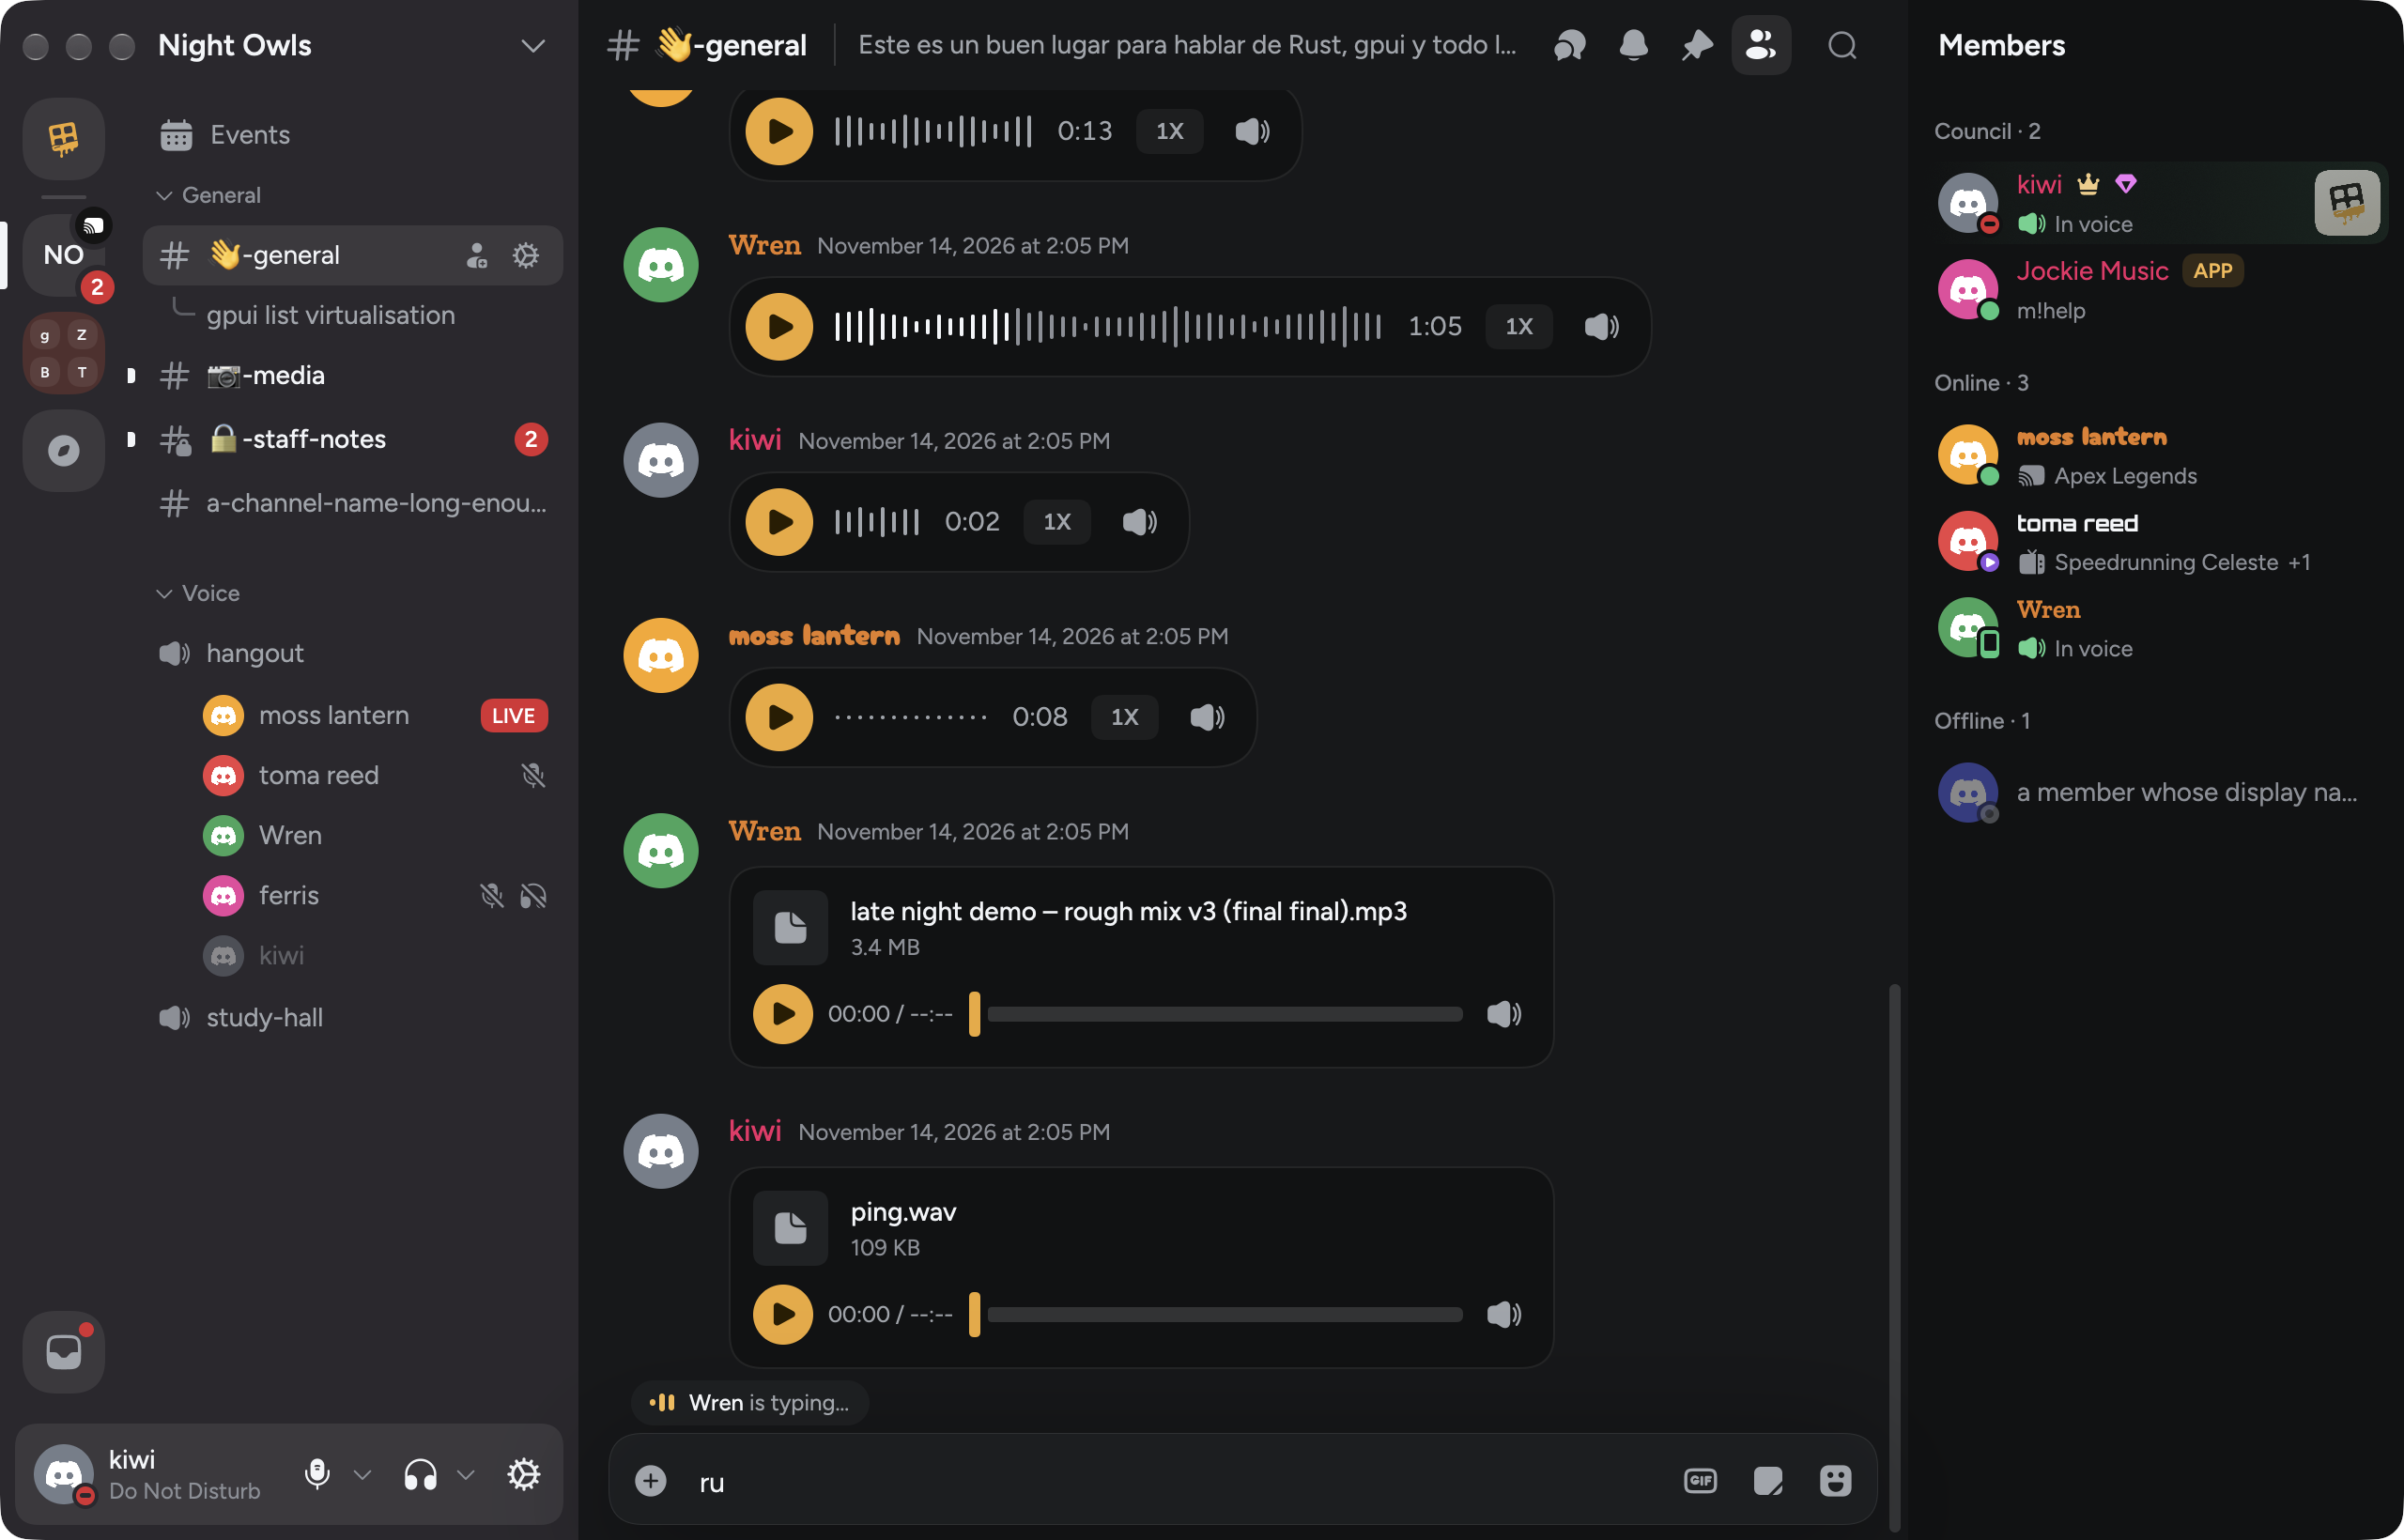 Night Owls
NO
2
g Z
B T
Events
General
👋-general
gpui list virtualisation
📷-media
🔒-staff-notes
2
a-channel-name-long-enou...
Voice
hangout
moss lantern
LIVE
toma reed
Wren
ferris
kiwi
study-hall
kiwi
Do Not Disturb
👋-general
Este es un buen lugar para hablar de Rust, gpui y todo l...
0:13
1X
Wren November 14, 2026 at 2:05 PM
1:05
1X
kiwi November 14, 2026 at 2:05 PM
0:02
1X
moss lantern November 14, 2026 at 2:05 PM
0:08
1X
Wren November 14, 2026 at 2:05 PM
late night demo – rough mix v3 (final final).mp3
3.4 MB
00:00 / --:--
kiwi November 14, 2026 at 2:05 PM
ping.wav
109 KB
00:00 / --:--
Wren is typing...
ru
GIF
Members
Council · 2
kiwi
In voice
Jockie Music APP
m!help
Online · 3
moss lantern
Apex Legends
toma reed
Speedrunning Celeste +1
Wren
In voice
Offline · 1
a member whose display na...